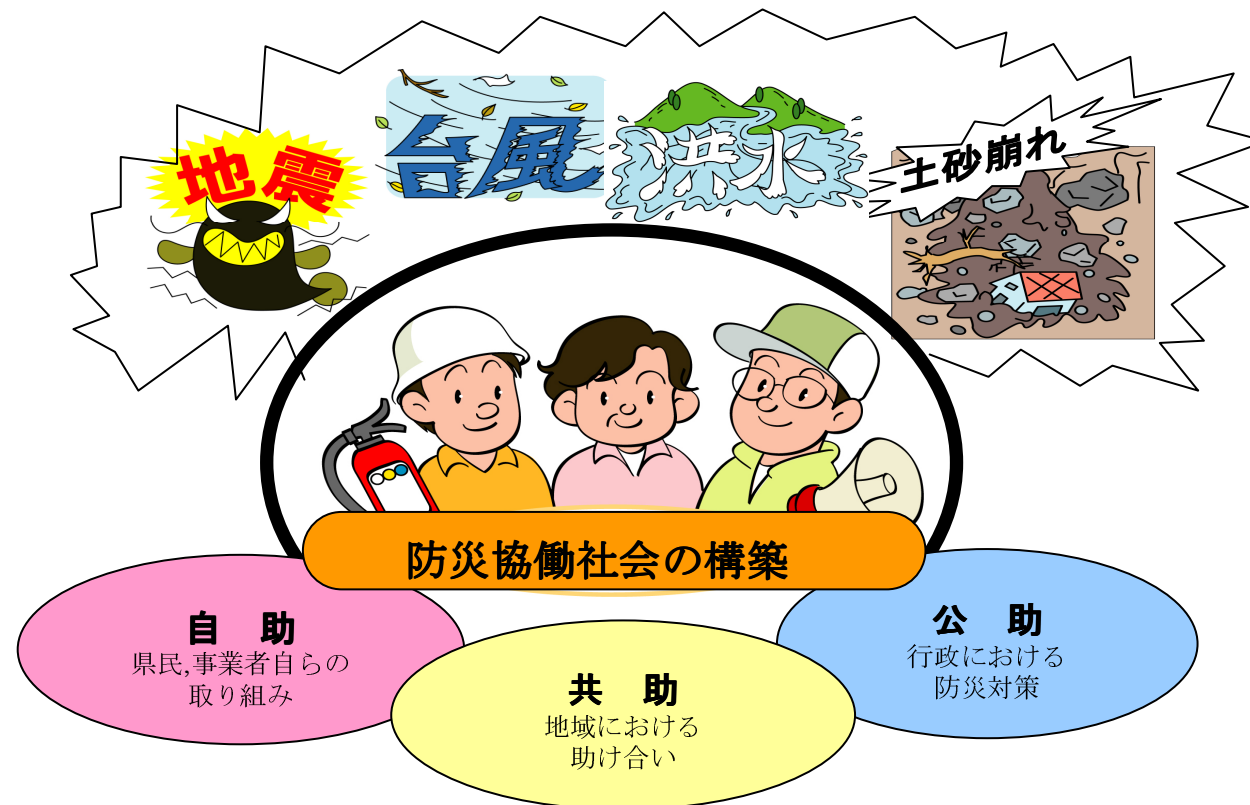 地震
台風
洪水
土砂崩れ
防災協働社会の構築
自　助
県民,事業者自らの
取り組み
共　助
地域における
助け合い
公　助
行政における
防災対策